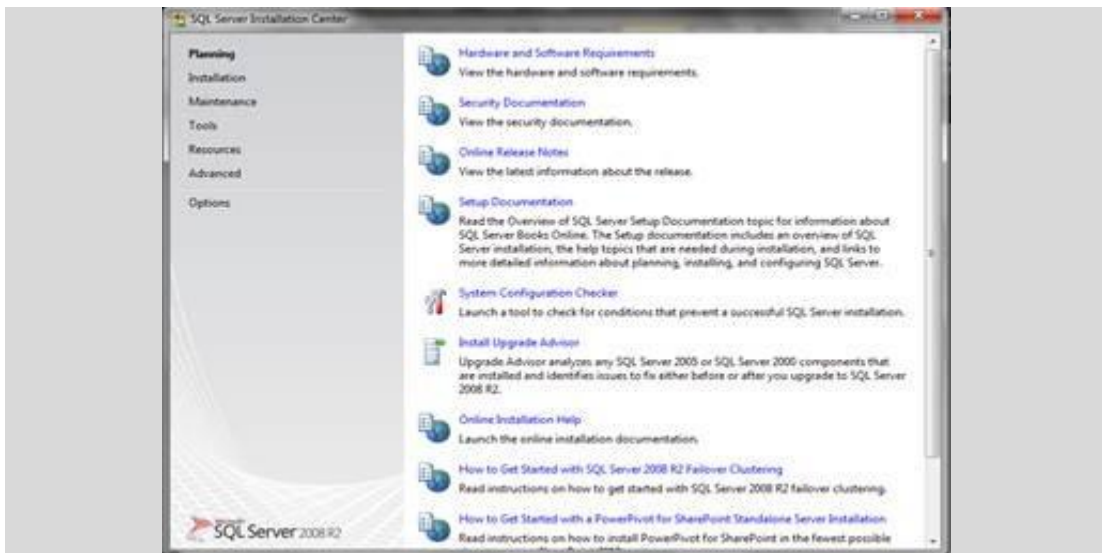 SQL Server Installation Center
Planning
Installation
Maintenance
Tools
Resources
Advanced
Options
Hardware and Software Requirements
View the hardware and software requirements.
Security Documentation
View the security documentation.
Online Release Notes
View the latest information about the release.
Setup Documentation
Read the Overview of SQL Server Setup Documentation topic for information about
SQL Server Books Online. The Setup documentation includes an overview of SQL
Server installation, the help topics that are needed during installation, and links to
more detailed information about planning, installing, and configuring SQL Server.
System Configuration Checker
Launch a tool to check for conditions that prevent a successful SQL Server installation.
Install Upgrade Advisor
Upgrade Advisor analyzes any SQL Server 2005 or SQL Server 2000 components that
are installed and identifies issues to fix either before or after you upgrade to SQL Server
2008 R2.
Online Installation Help
Launch the online installation documentation.
How to Get Started with SQL Server 2008 R2 Failover Clustering
Read instructions on how to get started with SQL Server 2008 R2 failover clustering.
How to Get Started with a PowerPivot for SharePoint Standalone Server Installation
Read instructions on how to install PowerPivot for SharePoint in the fewest possible
SQL Server 2008 R2